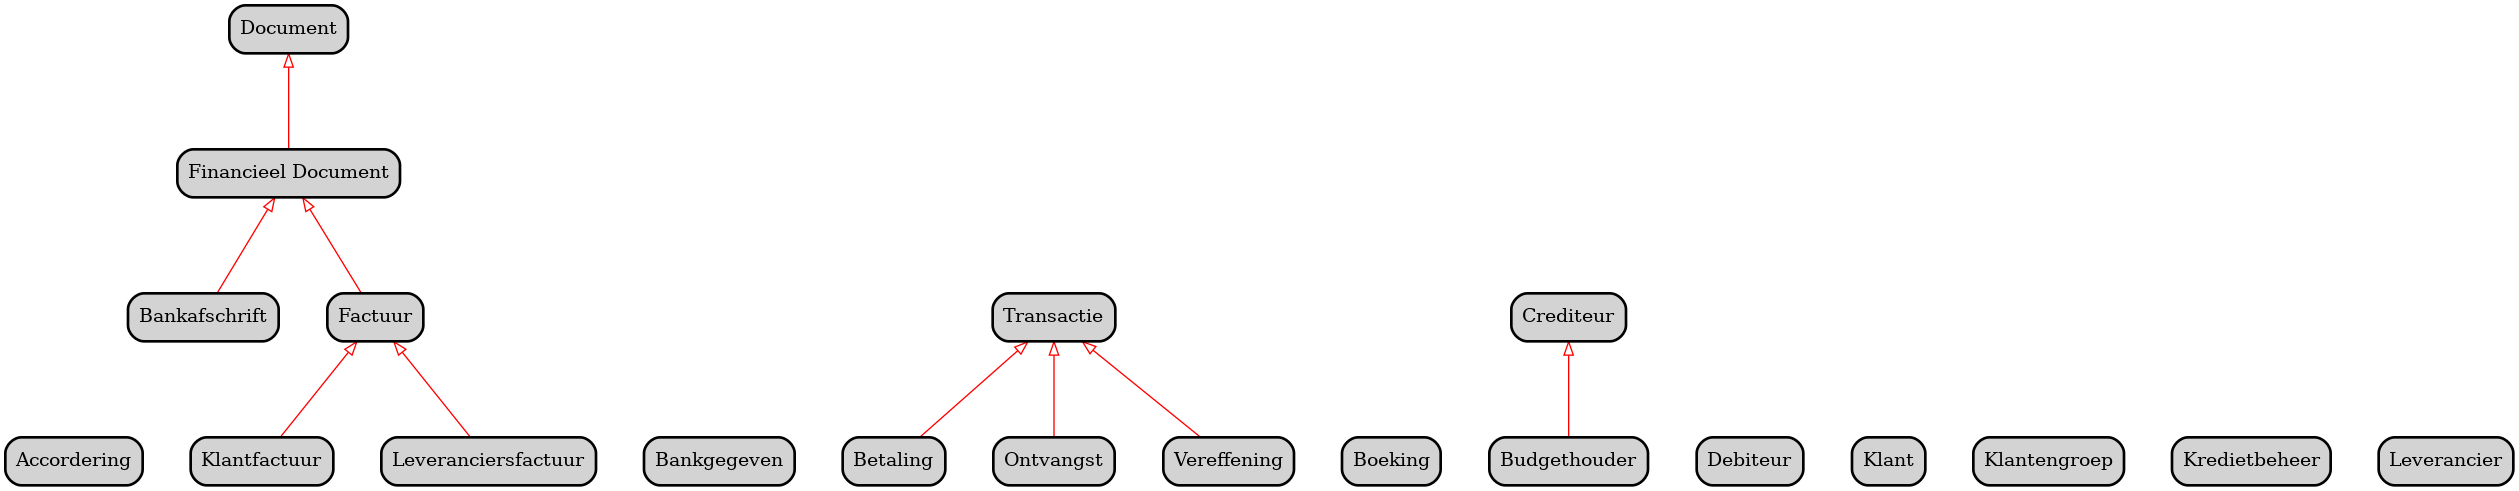 Document
Financieel Document
Bankafschrift
Factuur
Transactie
Crediteur
Accordering
Klantfactuur
Leveranciersfactuur
Bankgegeven
Betaling
Ontvangst
Vereffening
Boeking
Budgethouder
Debiteur
Klant
Klantengroep
Kredietbeheer
Leverancier